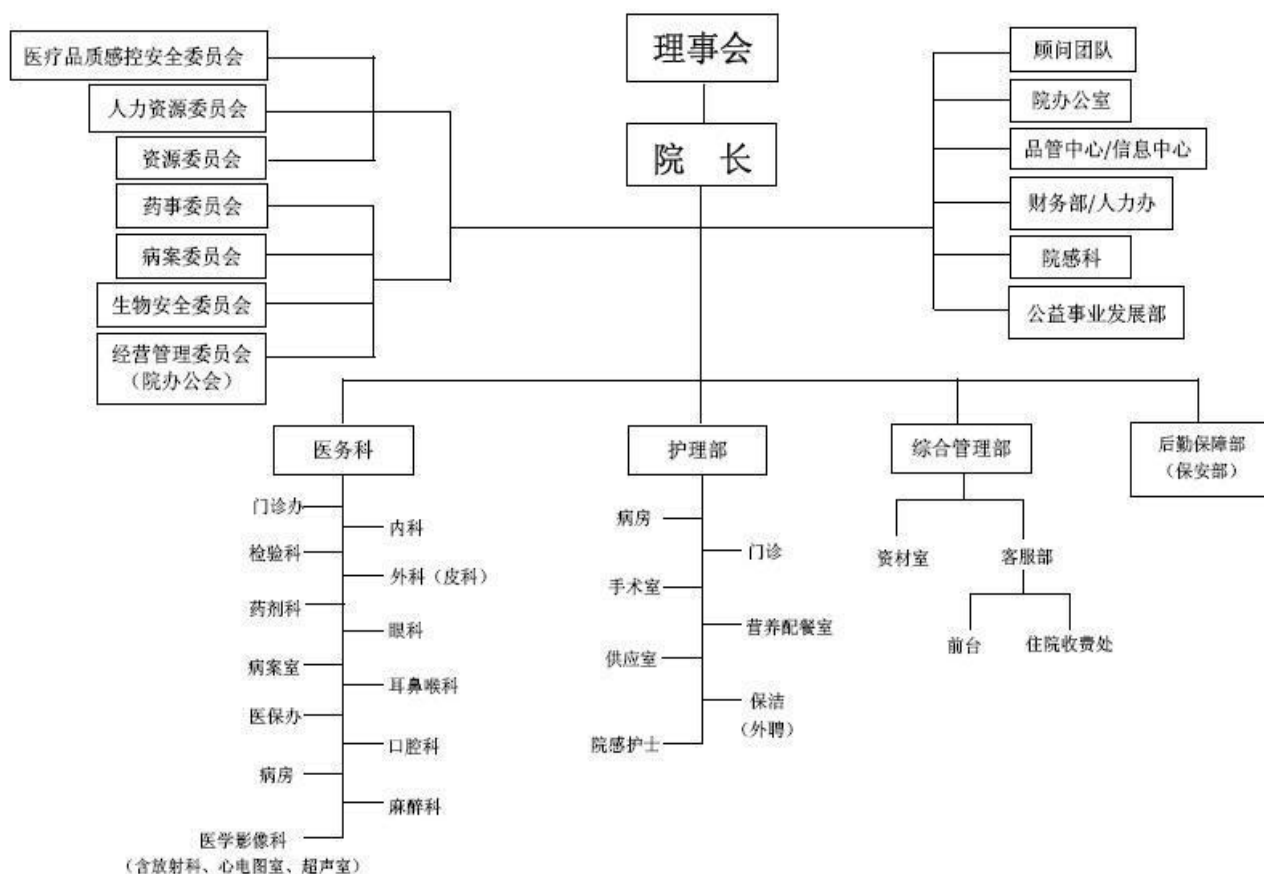 理事会
院 长
医疗品质感控安全委员会
人力资源委员会
资源委员会
药事委员会
病案委员会
生物安全委员会
经营管理委员会
（院办公会）
顾问团队
院办公室
品管中心/信息中心
财务部/人力办
院感科
公益事业发展部
医务科
门诊办
内科
检验科
外科（皮科）
药剂科
眼科
病案室
耳鼻喉科
医保办
口腔科
病房
麻醉科
医学影像科
（含放射科、心电图室、超声室）
护理部
病房
门诊
手术室
营养配餐室
供应室
保洁
（外聘）
院感护士
综合管理部
资材室
客服部
前台
住院收费处
后勤保障部
（保安部）